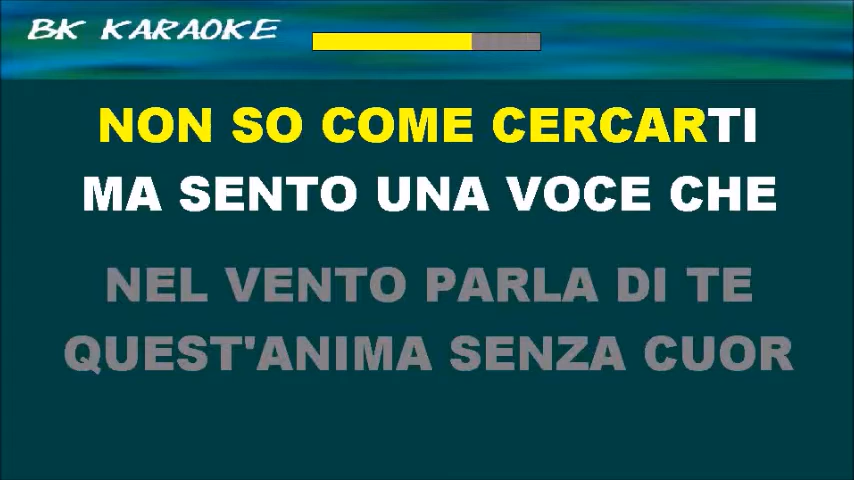 BK KARAOKE
NON SO COME CERCARTI
MA SENTO UNA VOCE CHE
NEL VENTO PARLA DI TE
QUEST'ANIMA SENZA CUOR